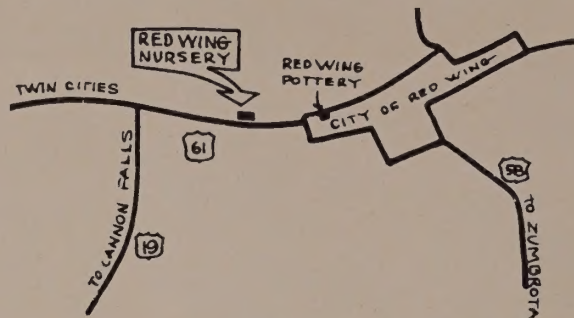 RED WING
NURSERY
RED WING
POTTERY
TWIN CITIES
CITY OF RED WING
61
58
TO CANNON FALLS
19
TO ZUMBROTA